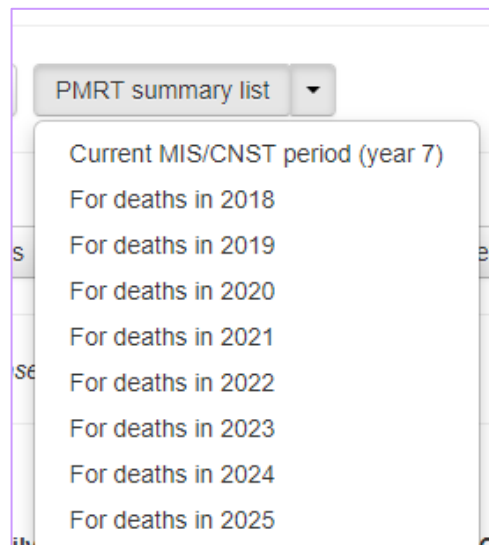 PMRT summary list
Current MIS/CNST period (year 7)
For deaths in 2018
s
For deaths in 2019
e
For deaths in 2020
For deaths in 2021
For deaths in 2022
For deaths in 2023
For deaths in 2024
For deaths in 2025